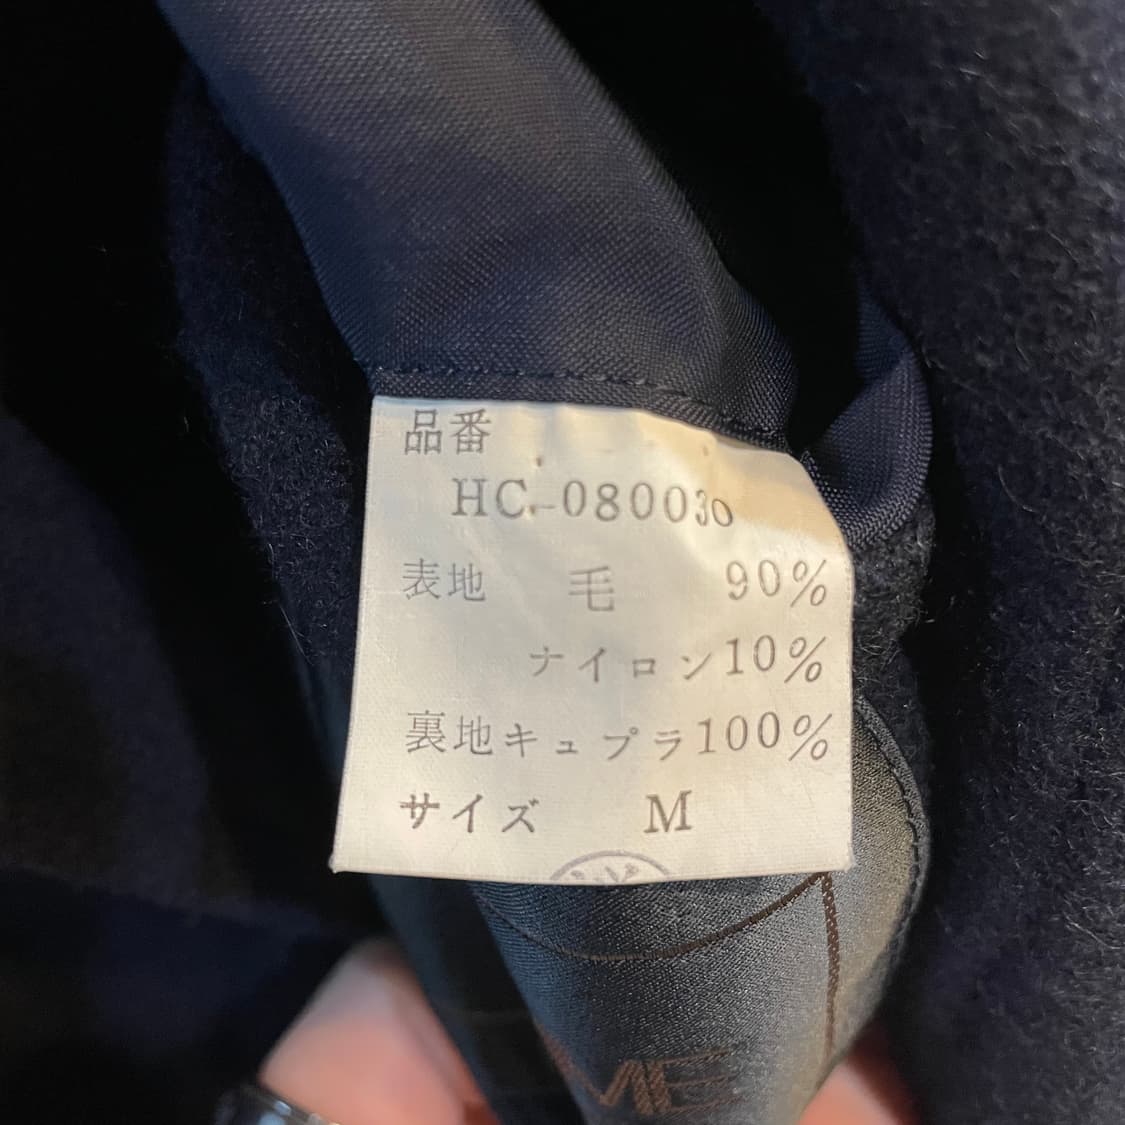 品番
HC-080030
表地 毛 90%
ナイロン10%
裏地キュプラ100%
サイズ M
ME